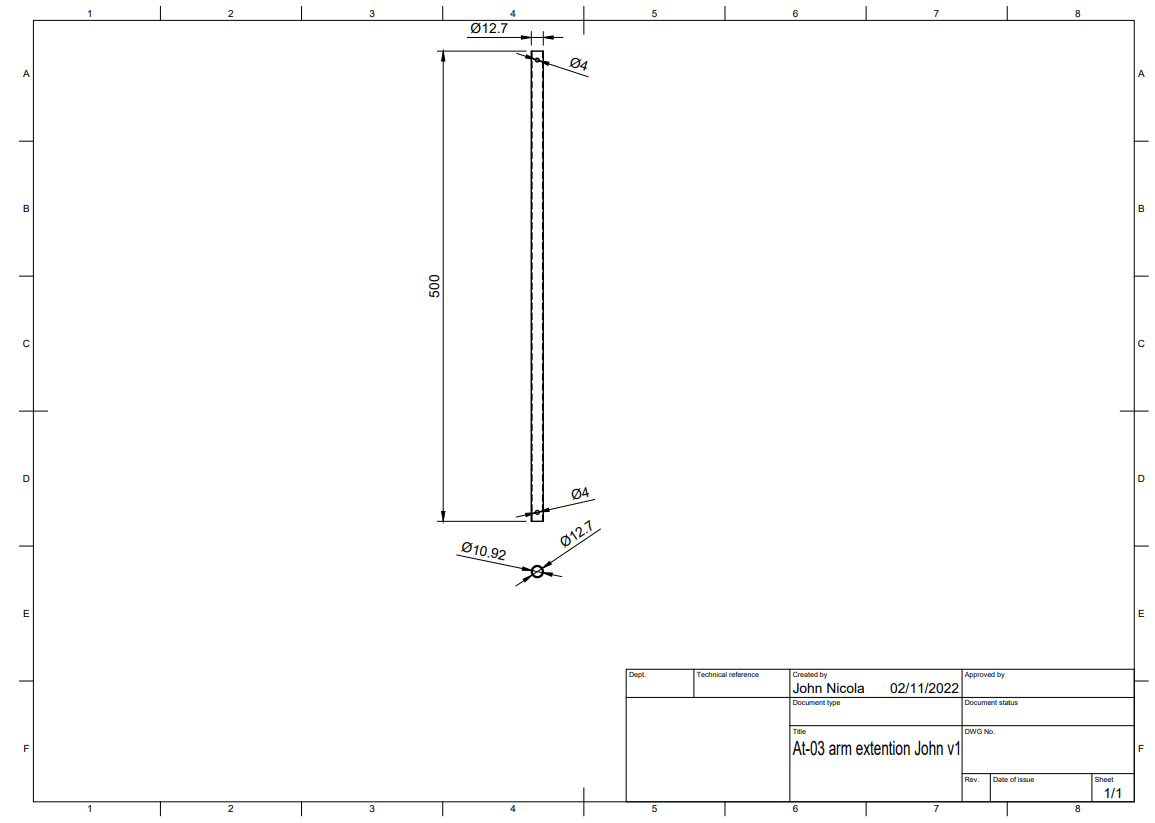 1 2 3 4 5 6 7 8
Ø12.7
A Ø4 A
B B
500
C C
D D
Ø4
Ø12.7
Ø10.92
E E
Dept. Technical reference Created by Approved by
John Nicola 02/11/2022
Document type Document status
Title DWG No.
At-03 arm extention John v1
F F
Rev. Date of issue Sheet
1/1
1 2 3 4 5 6 7 8